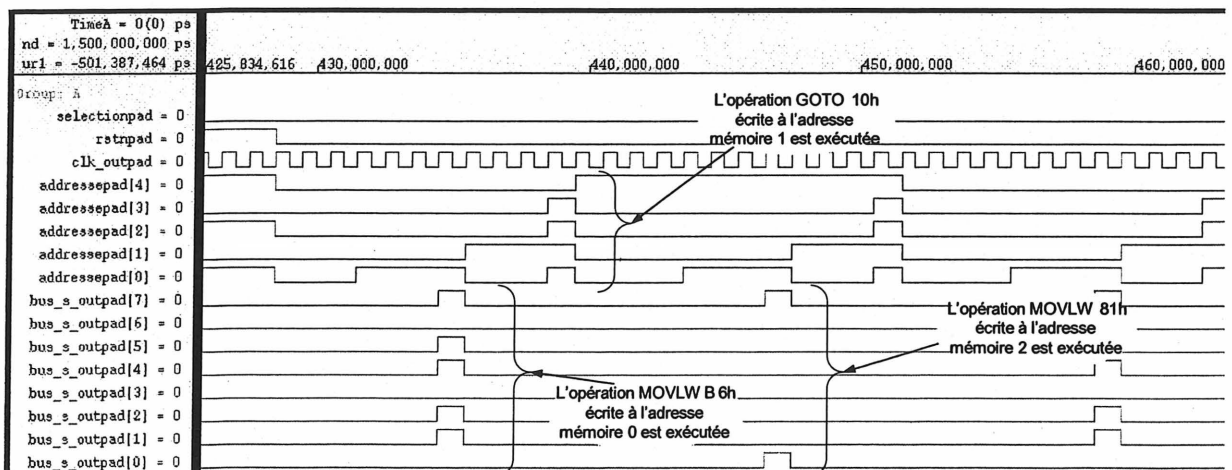 TimeA = 0(0) ps
nd = 1,500,000,000 ps
ur1 = -501,387,464 ps
425,834,616 430,000,000 440,000,000 450,000,000 460,000,000
Group: A
selectionpad = 0
rstnpad = 0
clk_outpad = 0
addressepad[4] = 0
addressepad[3] = 0
addressepad[2] = 0
addressepad[1] = 0
addressepad[0] = 0
bus_s_outpad[7] = 0
bus_s_outpad[6] = 0
bus_s_outpad[5] = 0
bus_s_outpad[4] = 0
bus_s_outpad[3] = 0
bus_s_outpad[2] = 0
bus_s_outpad[1] = 0
bus_s_outpad[0] = 0
L'opération GOTO 10h
écrite à l'adresse
mémoire 1 est exécutée
L'opération MOVLW 81h
écrite à l'adresse
mémoire 2 est exécutée
L'opération MOVLW B6h
écrite à l'adresse
mémoire 0 est exécutée